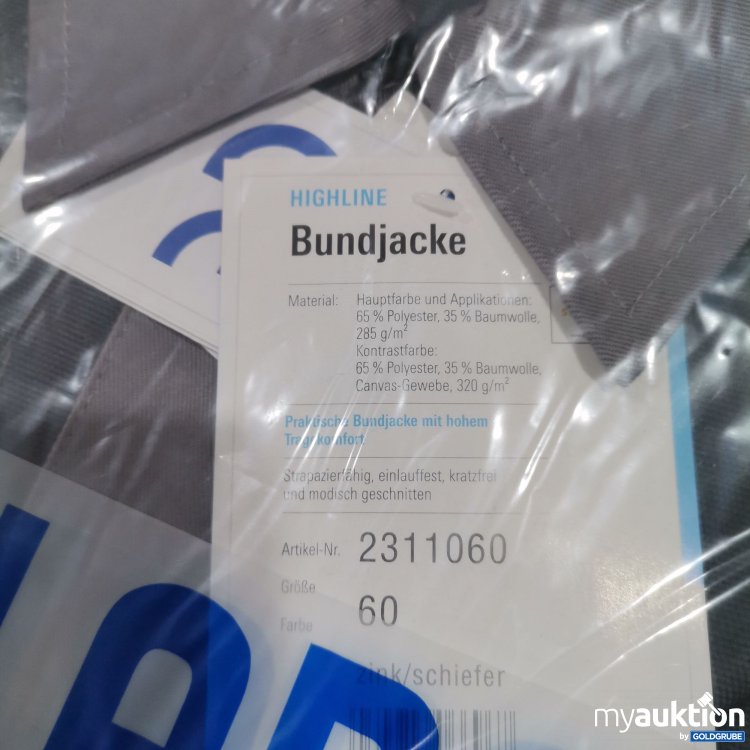 HIGHLINE
Bundjacke
Material: Hauptfarbe und Applikationen:
65 % Polyester, 35 % Baumwolle,
285 g/m²
Kontrastfarbe:
65 % Polyester, 35 % Baumwolle,
Canvas-Gewebe, 320 g/m²
Praktische Bundjacke mit hohem
Tragekomfort
Strapazierfähig, einlauffest, kratzfrei
und modisch geschnitten
Artikel-Nr. 2311060
Größe 60
Farbe zink/schiefer
myauktion
by GOLDGRUBE